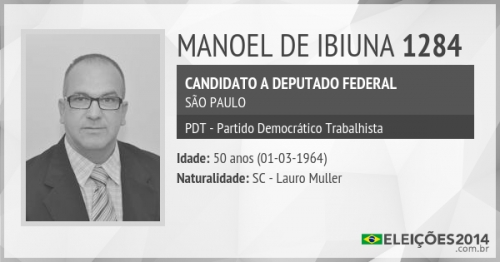 MANOEL DE IBIUNA 1284
CANDIDATO A DEPUTADO FEDERAL
SÃO PAULO
PDT - Partido Democrático Trabalhista
Idade: 50 anos (01-03-1964)
Naturalidade: SC - Lauro Muller
ELEIÇÕES2014
.com.br